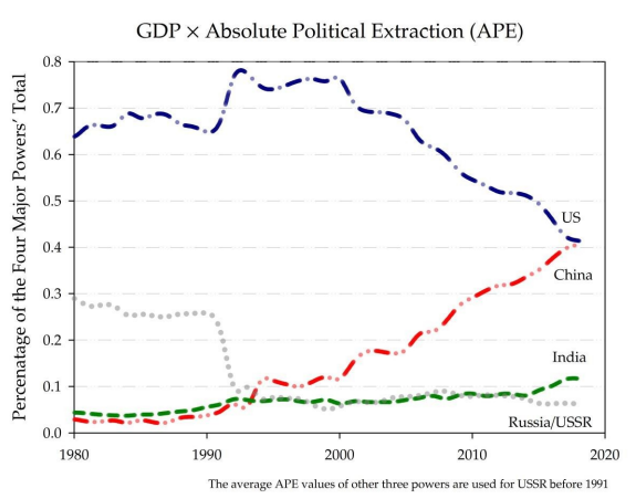 GDP × Absolute Political Extraction (APE)
Percenatage of the Four Major Powers' Total
0.8
0.7
0.6
0.5
0.4
0.3
0.2
0.1
0.0
US
China
India
Russia/USSR
1980 1990 2000 2010 2020
The average APE values of other three powers are used for USSR before 1991